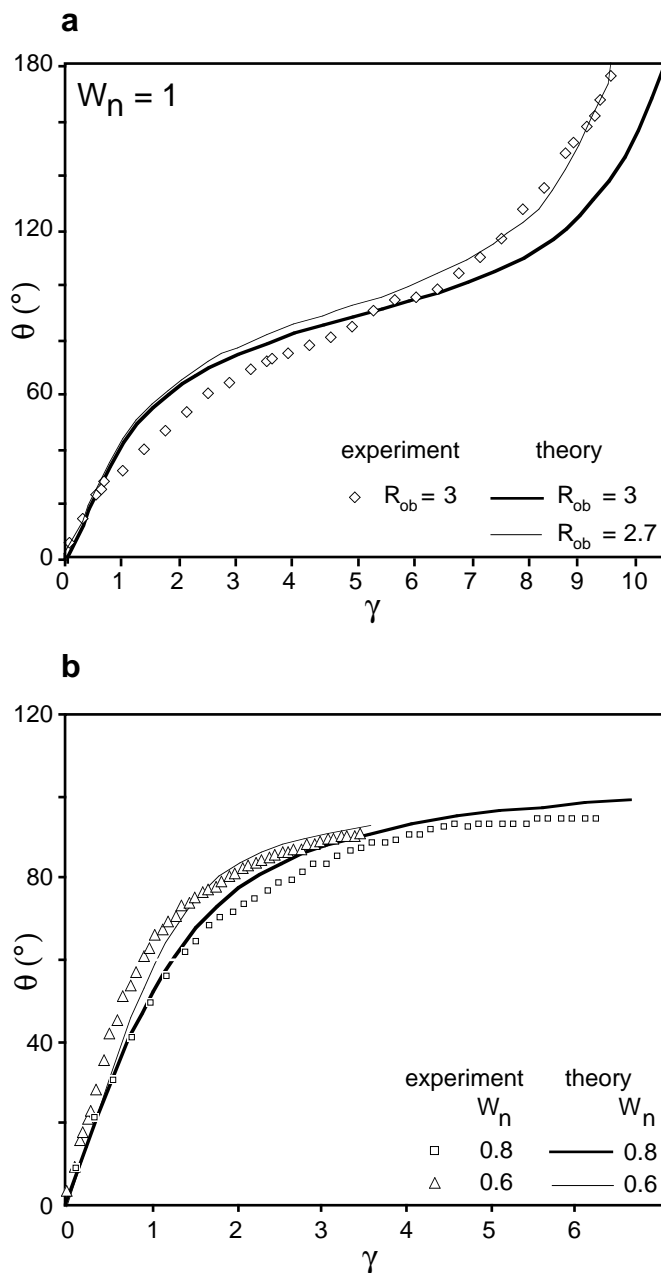 a
180
W_n = 1
120
θ (°)
60
experiment theory
◇ R_ob = 3 R_ob = 3
R_ob = 2.7
0
0 1 2 3 4 5 6 7 8 9 10
γ
b
120
80
θ (°)
40
experiment theory
W_n W_n
□ 0.8 0.8
△ 0.6 0.6
0
0 1 2 3 4 5 6
γ